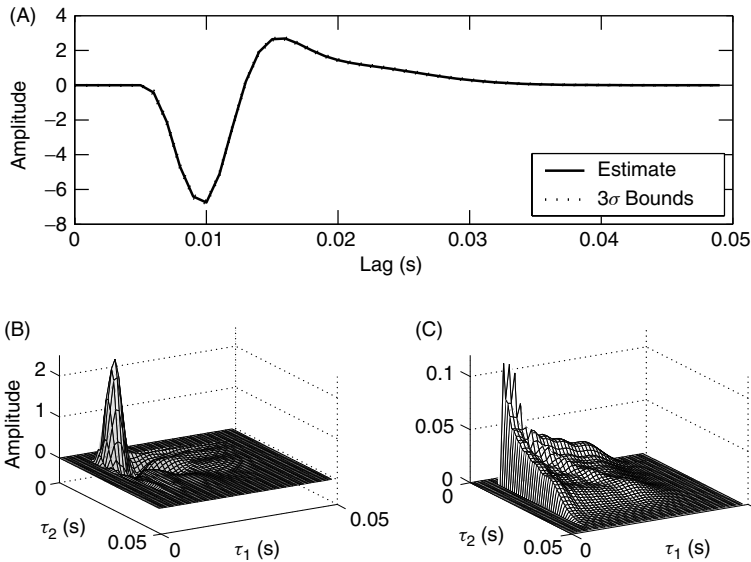 (A)
4
2
0
−2
−4
−6
−8
Amplitude
0
0.01
0.02
0.03
0.04
0.05
Lag (s)
Estimate
3σ Bounds
(B)
2
1
0
Amplitude
0
0.05
τ2 (s)
0
0.05
τ1 (s)
(C)
0.1
0.05
0
0
0.05
τ2 (s)
0
0.05
τ1 (s)